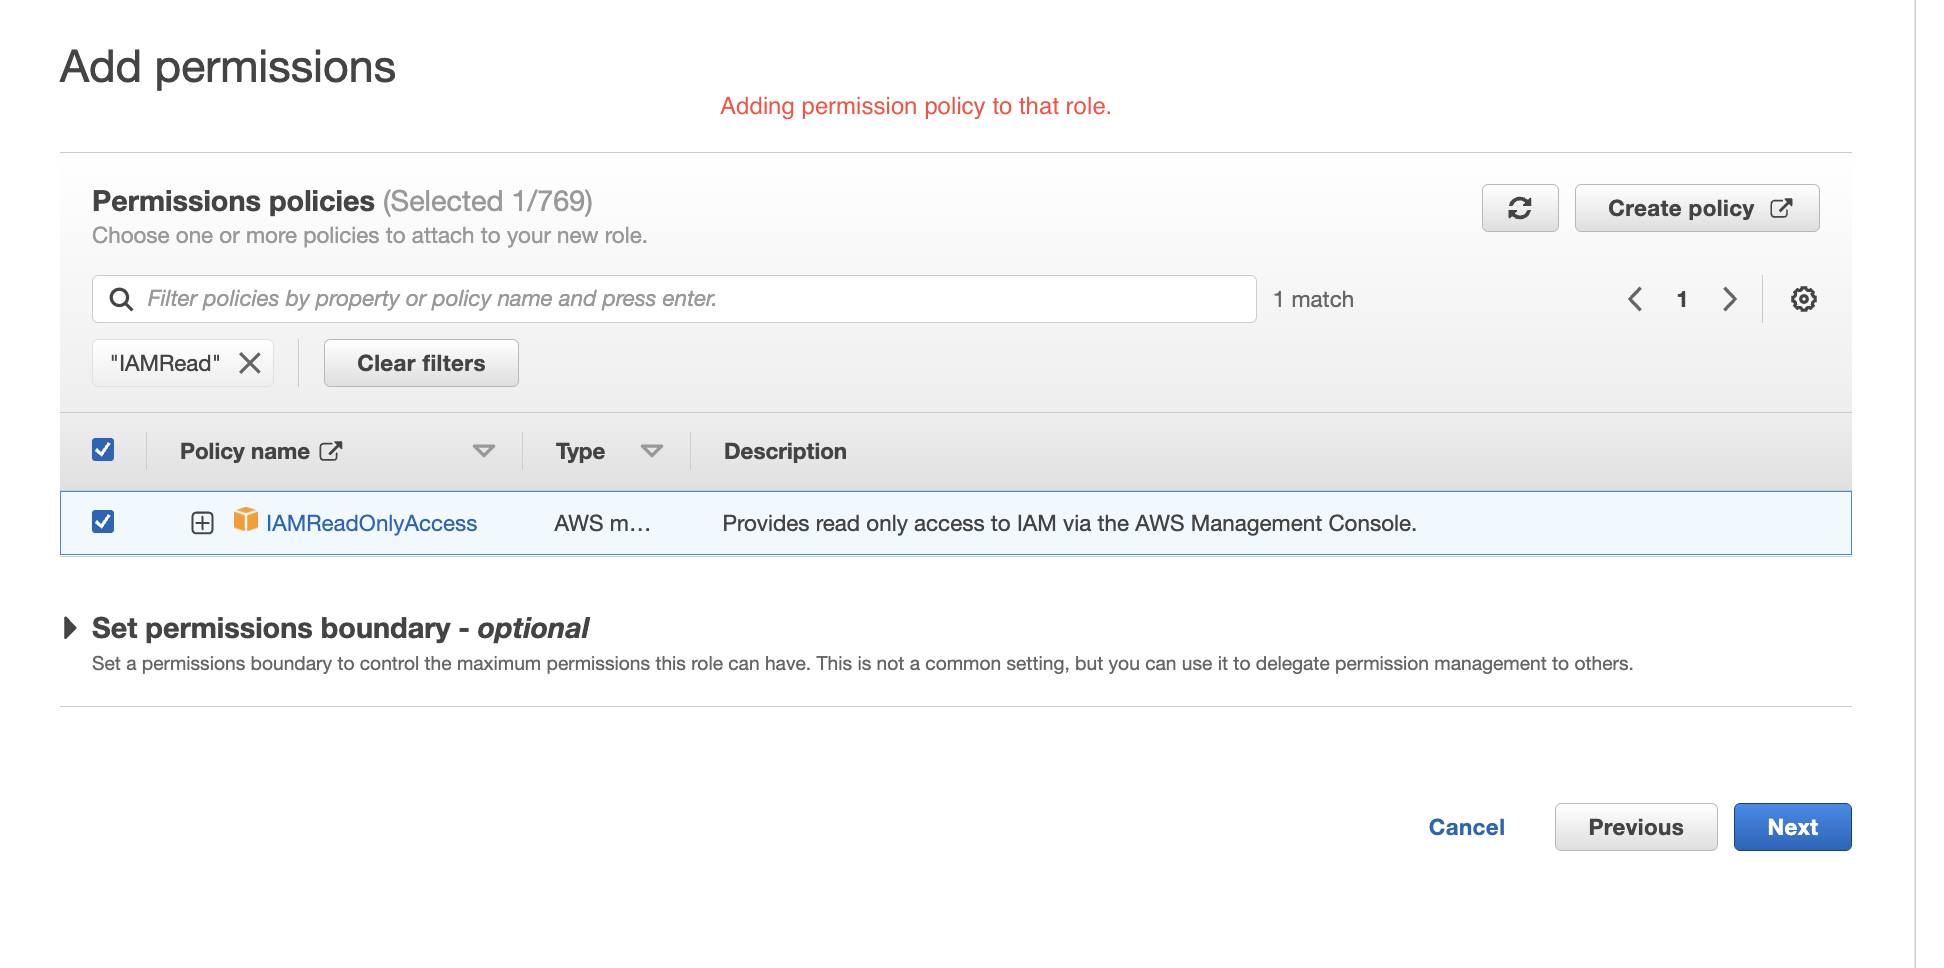 Add permissions
Adding permission policy to that role.
Permissions policies (Selected 1/769)
Create policy
Choose one or more policies to attach to your new role.
Filter policies by property or policy name and press enter.
1 match
1
"IAMRead"
Clear filters
Policy name
Type
Description
IAMReadOnlyAccess
AWS m...
Provides read only access to IAM via the AWS Management Console.
Set permissions boundary - optional
Set a permissions boundary to control the maximum permissions this role can have. This is not a common setting, but you can use it to delegate permission management to others.
Cancel
Previous
Next